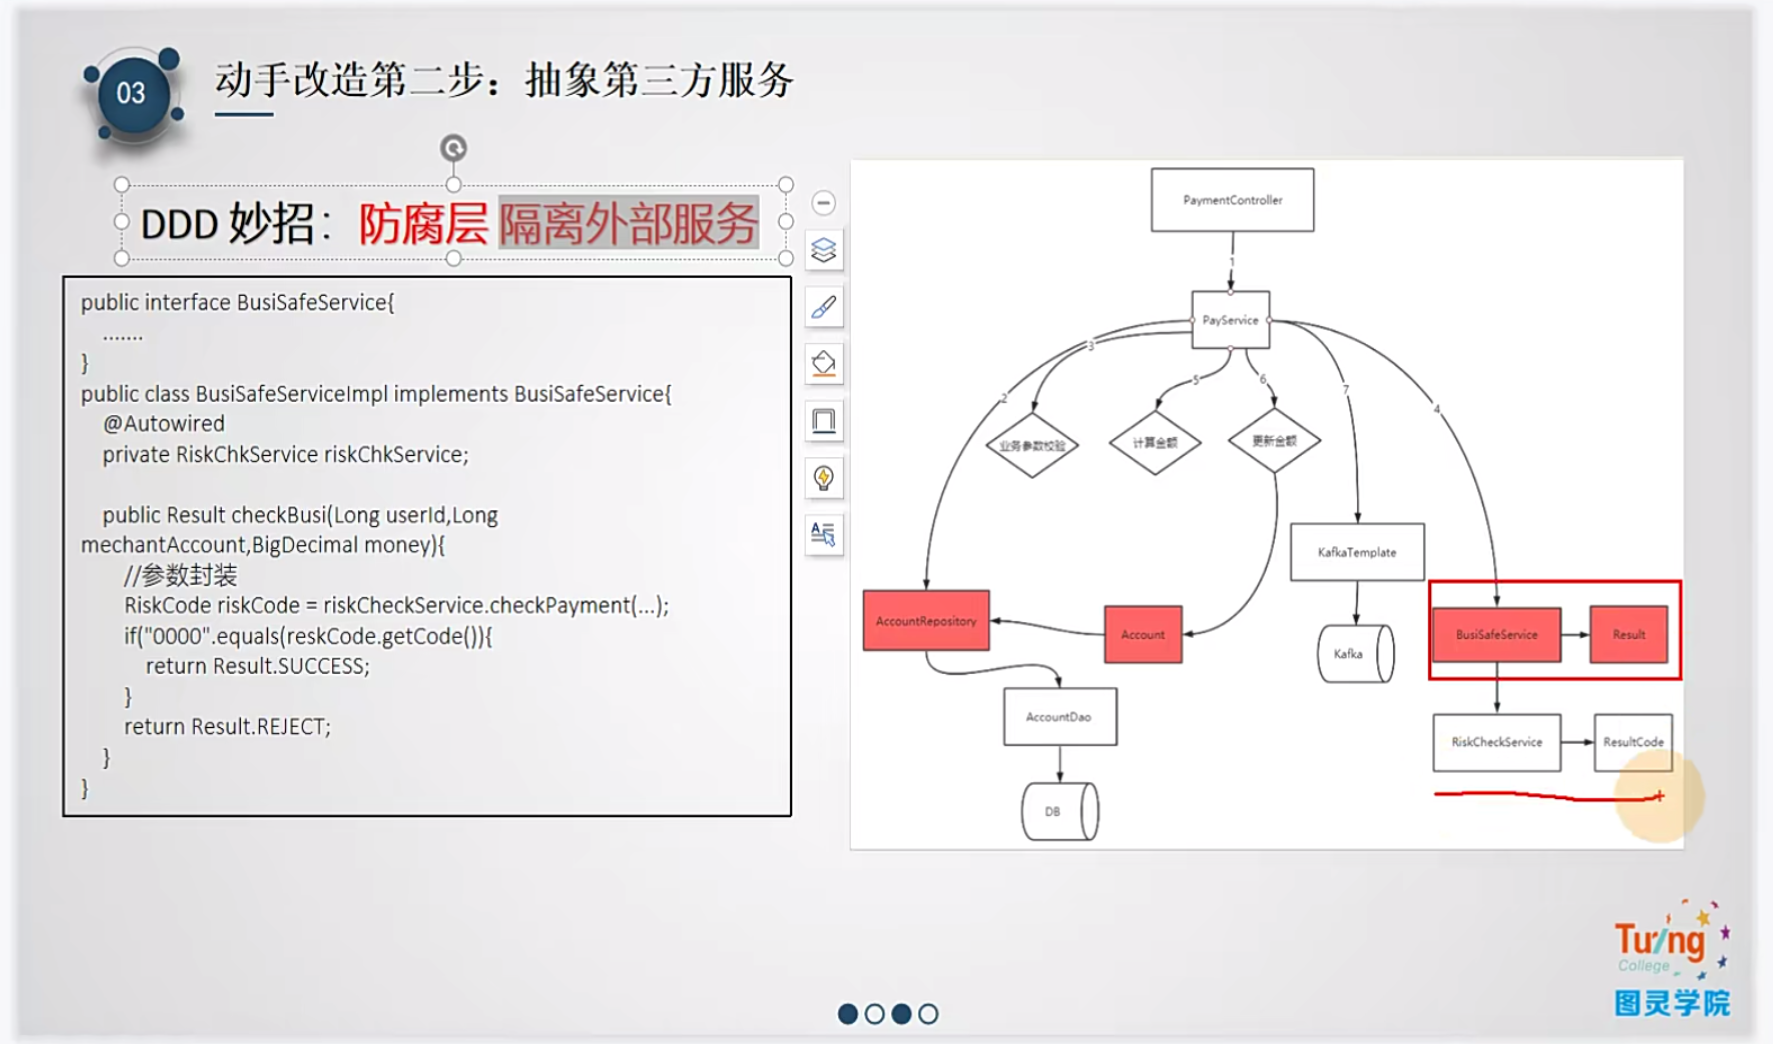 03
动手改造第二步：抽象第三方服务
DDD 妙招：防腐层 隔离外部服务
public interface BusiSafeService{
.......
}
public class BusiSafeServiceImpl implements BusiSafeService{
@Autowired
private RiskChkService riskChkService;
public Result checkBusi(Long userId,Long
mechantAccount,BigDecimal money){
//参数封装
RiskCode riskCode = riskCheckService.checkPayment(...);
if("0000".equals(reskCode.getCode()){
return Result.SUCCESS;
}
return Result.REJECT;
}
}
PaymentController
1
PayService
3
2
5
6
7
4
业务参数校验
计算金额
更新金额
KafkaTemplate
AccountRepository
Account
Kafka
BusiSafeService
Result
AccountDao
RiskCheckService
ResultCode
DB
Turing
College
图灵学院